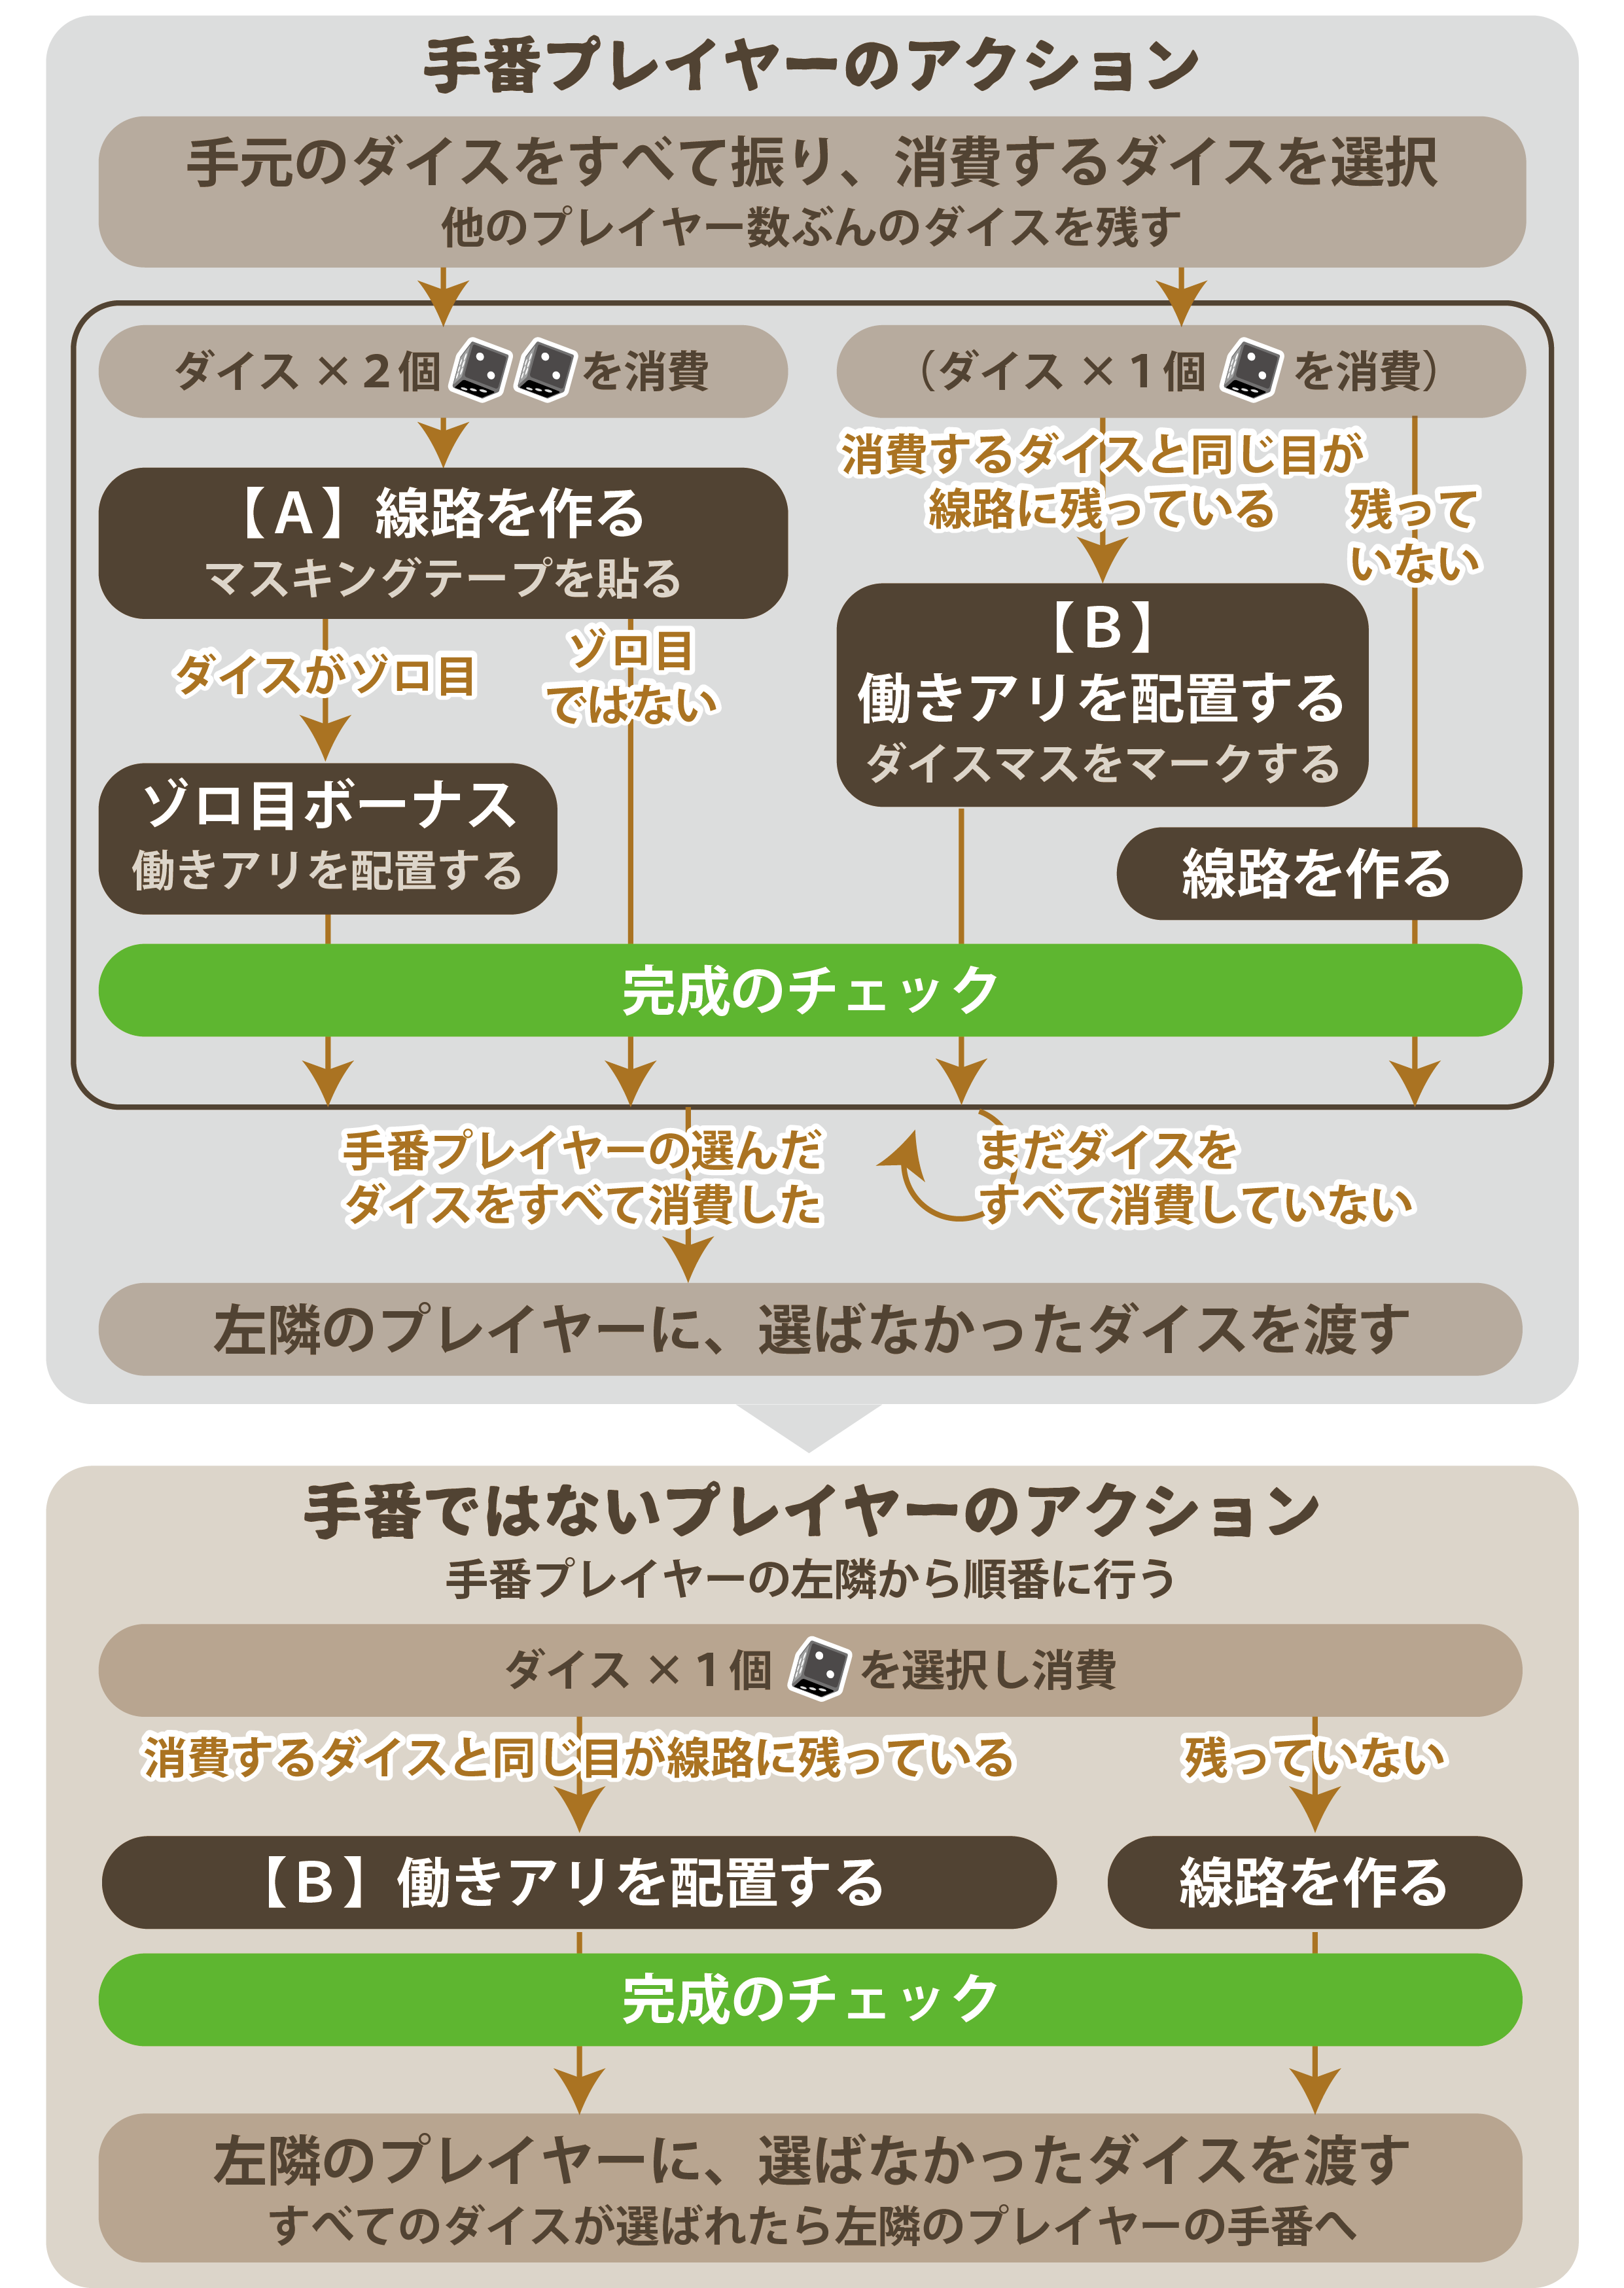 手番プレイヤーのアクション
手元のダイスをすべて振り、消費するダイスを選択
他のプレイヤー数ぶんのダイスを残す
ダイス ×２個 を消費
（ダイス ×１個 を消費）
【A】線路を作る
マスキングテープを貼る
消費するダイスと同じ目が
線路に残っている
残って
いない
ダイスがゾロ目
ゾロ目
ではない
【B】
働きアリを配置する
ダイスマスをマークする
ゾロ目ボーナス
働きアリを配置する
線路を作る
完成のチェック
手番プレイヤーの選んだ
ダイスをすべて消費した
まだダイスを
すべて消費していない
左隣のプレイヤーに、選ばなかったダイスを渡す
手番ではないプレイヤーのアクション
手番プレイヤーの左隣から順番に行う
ダイス ×１個 を選択し消費
消費するダイスと同じ目が線路に残っている
残っていない
【B】働きアリを配置する
線路を作る
完成のチェック
左隣のプレイヤーに、選ばなかったダイスを渡す
すべてのダイスが選ばれたら左隣のプレイヤーの手番へ